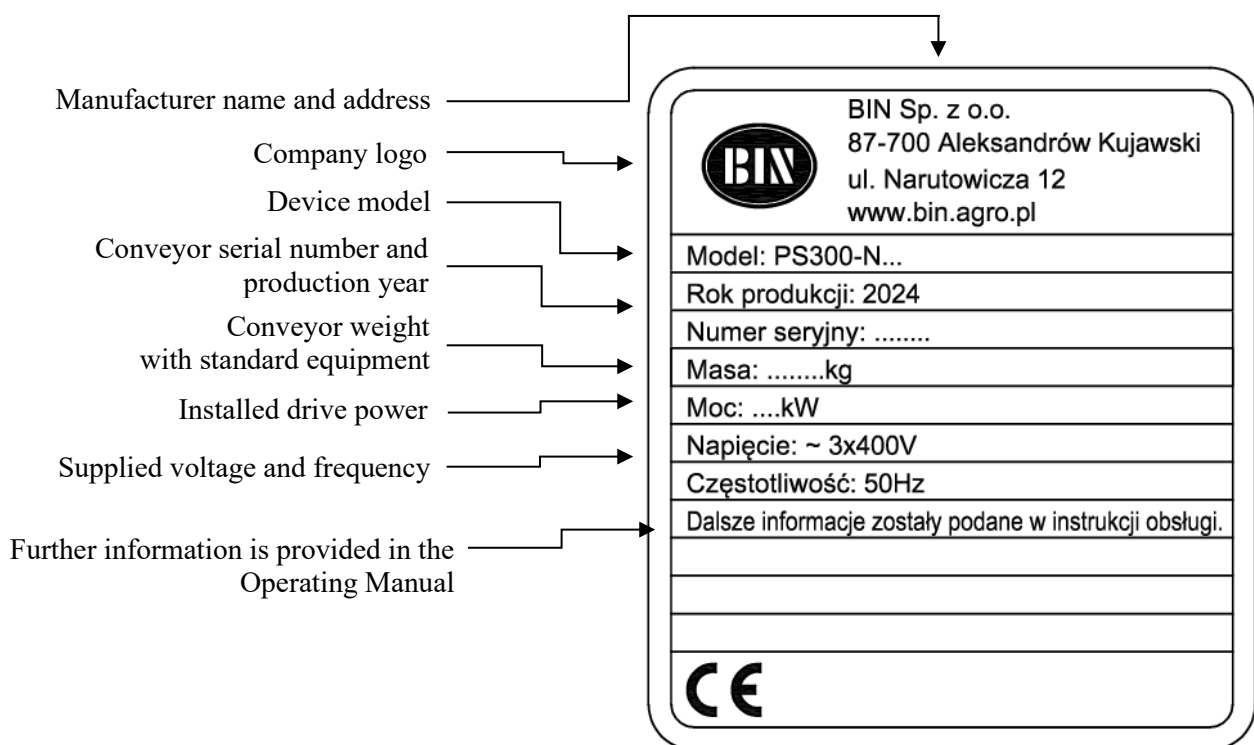 Manufacturer name and address
Company logo
Device model
Conveyor serial number and
production year
Conveyor weight
with standard equipment
Installed drive power
Supplied voltage and frequency
Further information is provided in the
Operating Manual
BIN
BIN Sp. z o.o.
87-700 Aleksandrów Kujawski
ul. Narutowicza 12
www.bin.agro.pl
Model: PS300-N...
Rok produkcji: 2024
Numer seryjny: ........
Masa: ........kg
Moc: ....kW
Napięcie: ~ 3x400V
Częstotliwość: 50Hz
Dalsze informacje zostały podane w instrukcji obsługi.
CE